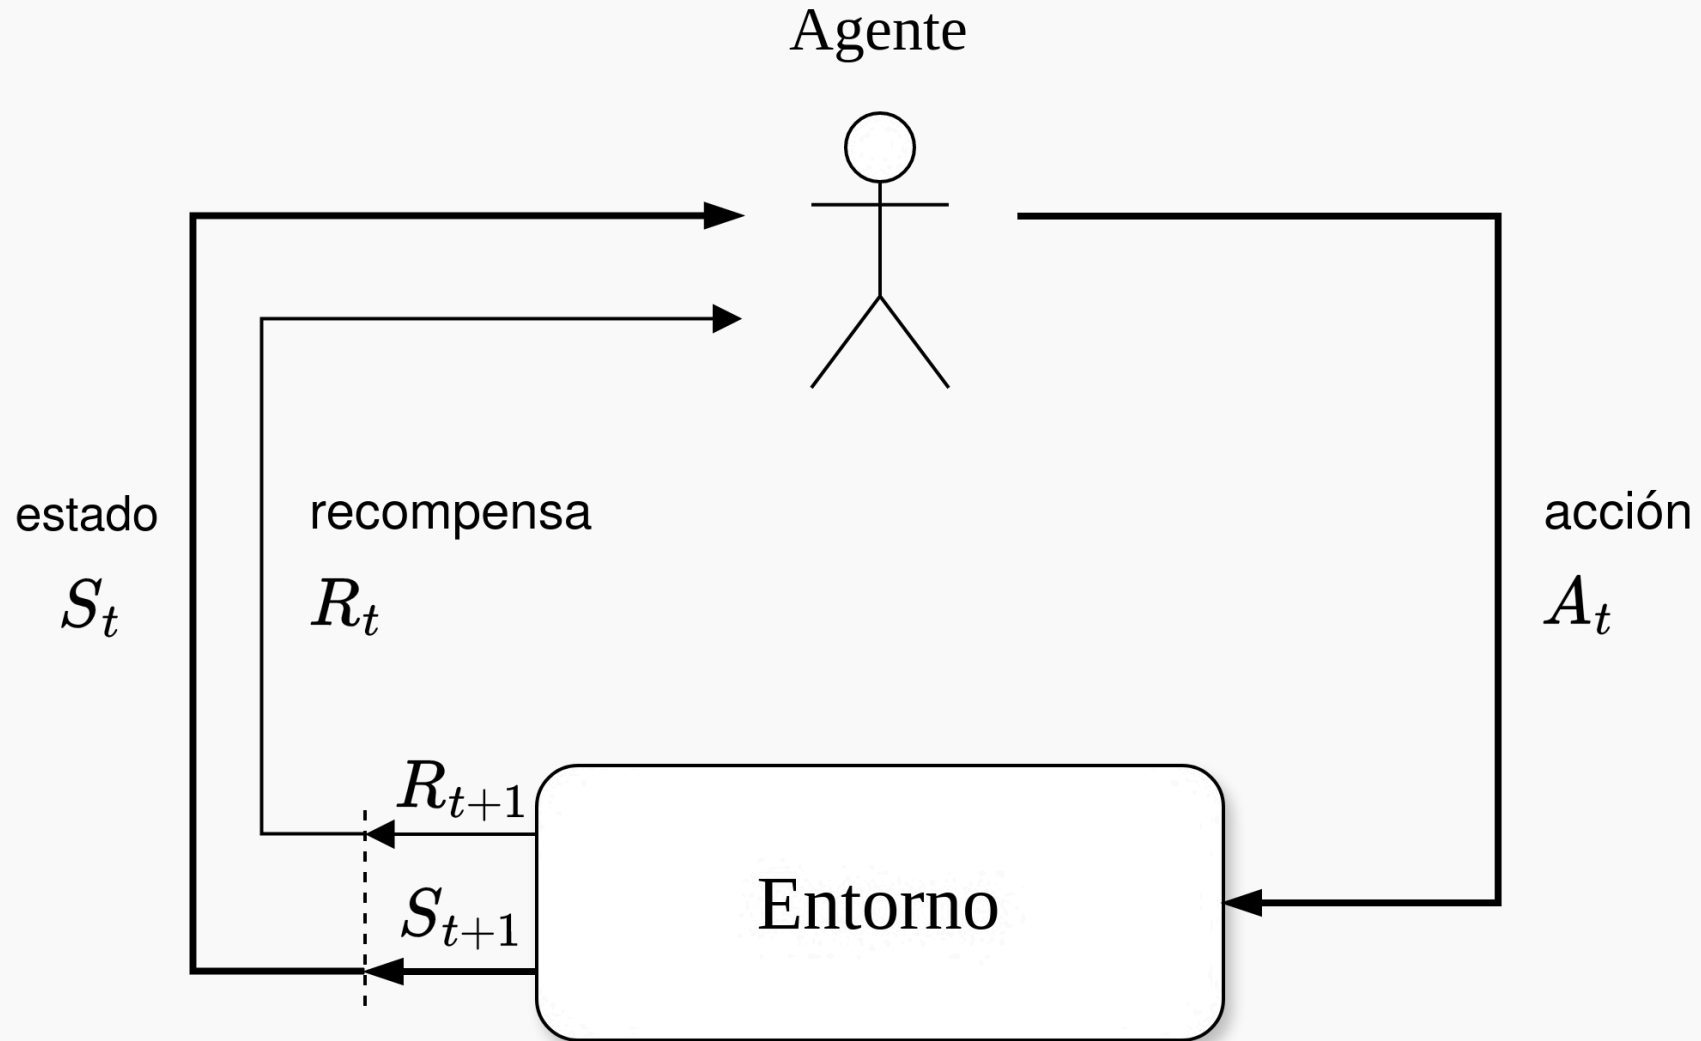 Agente
estado
recompensa
acción
S_t
R_t
A_t
R_{t+1}
S_{t+1}
Entorno